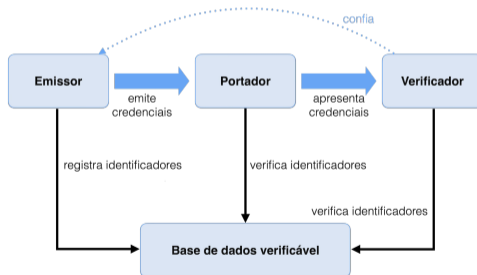 confia
Emissor
Portador
Verificador
emite
credenciais
apresenta
credenciais
registra identificadores
verifica identificadores
verifica identificadores
Base de dados verificável